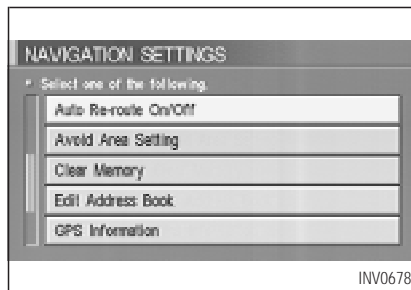 NAVIGATION SETTINGS
Select one of the following.
Auto Re-route On/Off
Avoid Area Setting
Clear Memory
Edit Address Book
GPS Information
INV0678